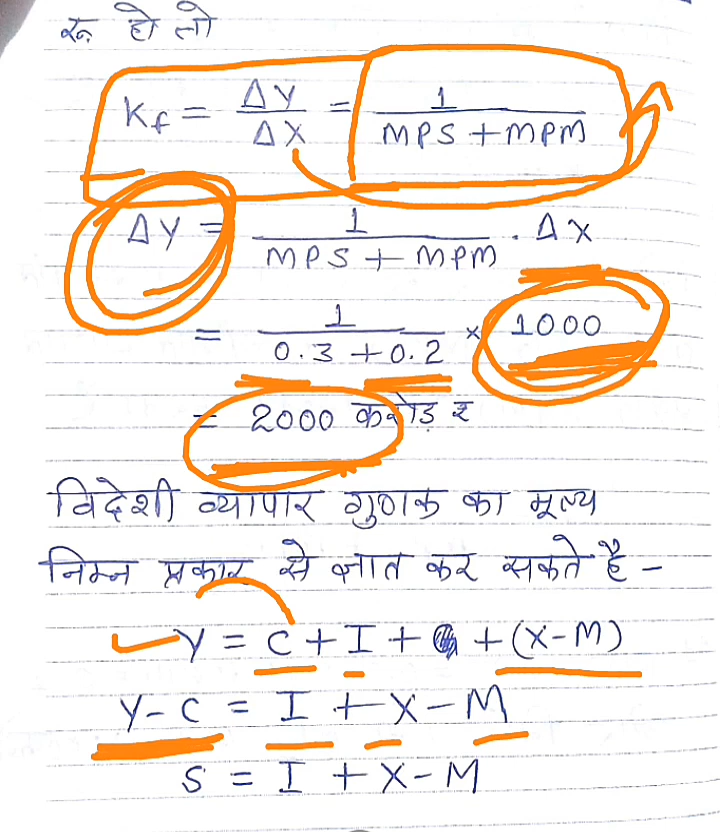 रू हो तो
Kf = ΔY/ΔX = 1/(MPS + MPM)
ΔY = 1/(MPS + MPM) . ΔX
= 1/(0.3 + 0.2) × 1000
= 2000 करोड़ रु
विदेशी व्यापार गुणक का मूल्य
निम्न प्रकार से ज्ञात कर सकते है -
Y = C + I + + (X-M)
Y - C = I + X - M
S = I + X - M